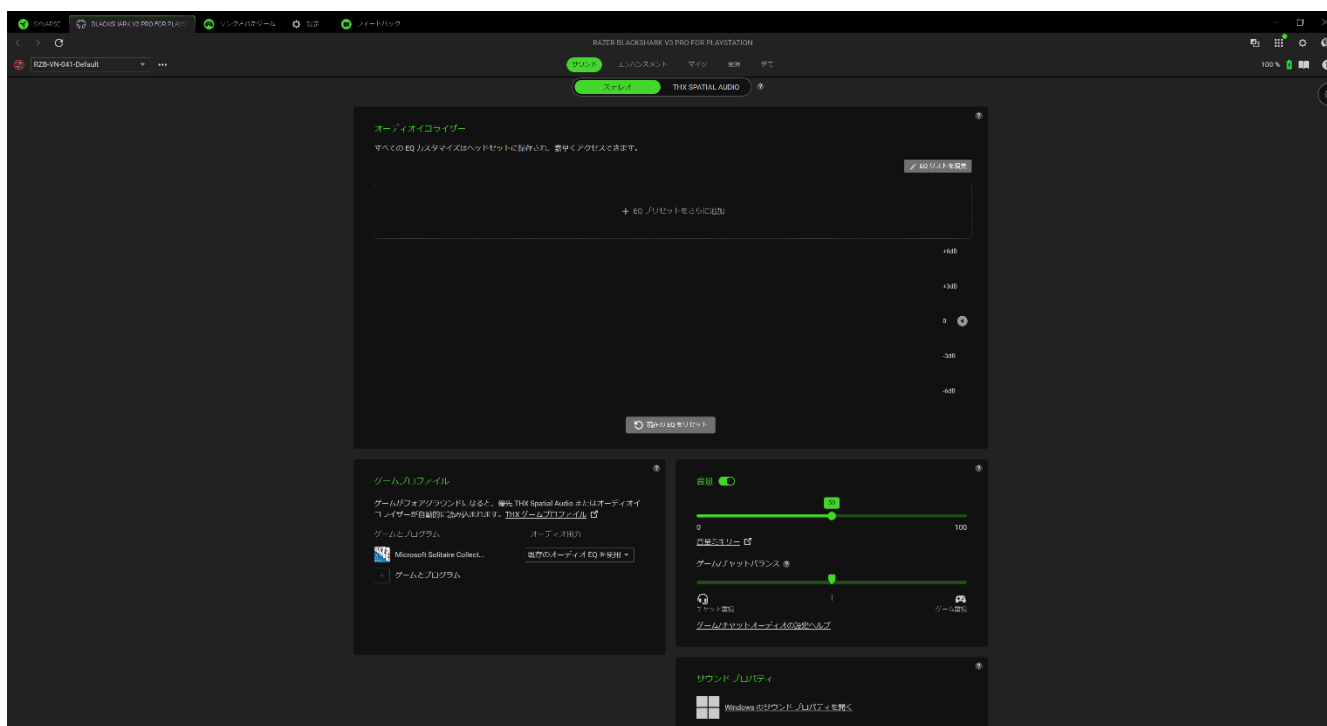 SYNAPSE
BLACKSHARK V3 PRO FOR PLAYS
リンクされたゲーム
設定
フィードバック
RAZER BLACKSHARK V3 PRO FOR PLAYSTATION
RZB-VN-041-Default
サウンド
エンハンスメント
マイク
電源
100 %
ステレオ
THX SPATIAL AUDIO
オーディオイコライザー
すべての EQ カスタマイズはヘッドセットに保存され、素早くアクセスできます。
EQ リストを編集
+ EQ プリセットをさらに追加
+6dB
+3dB
0
-3dB
-6dB
現在の EQ をリセット
ゲームプロファイル
ゲームがフォアグラウンドになると、優先 THX Spatial Audio またはオーディオイ
コライザーが自動的に読み込まれます。 THX ゲームプロファイル
ゲームとプログラム
オーディオ出力
Microsoft Solitaire Collect...
既存のオーディオ EQ を使用
+ ゲームとプログラム
音量
50
0
100
音量ミキサー
ゲーム/チャットバランス
チャット重視
ゲーム重視
ゲーム/チャットオーディオの設定ヘルプ
サウンド プロパティ
Windows のサウンド プロパティを開く